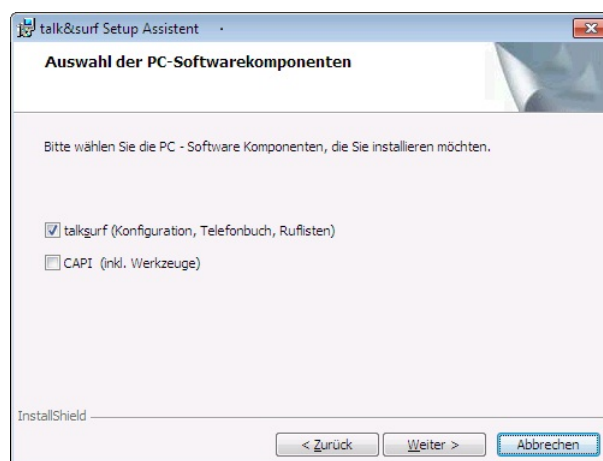 talk&surf Setup Assistent
Auswahl der PC-Softwarekomponenten
Bitte wählen Sie die PC - Software Komponenten, die Sie installieren möchten.
talksurf (Konfiguration, Telefonbuch, Ruflisten)
CAPI (inkl. Werkzeuge)
InstallShield
< Zurück Weiter > Abbrechen